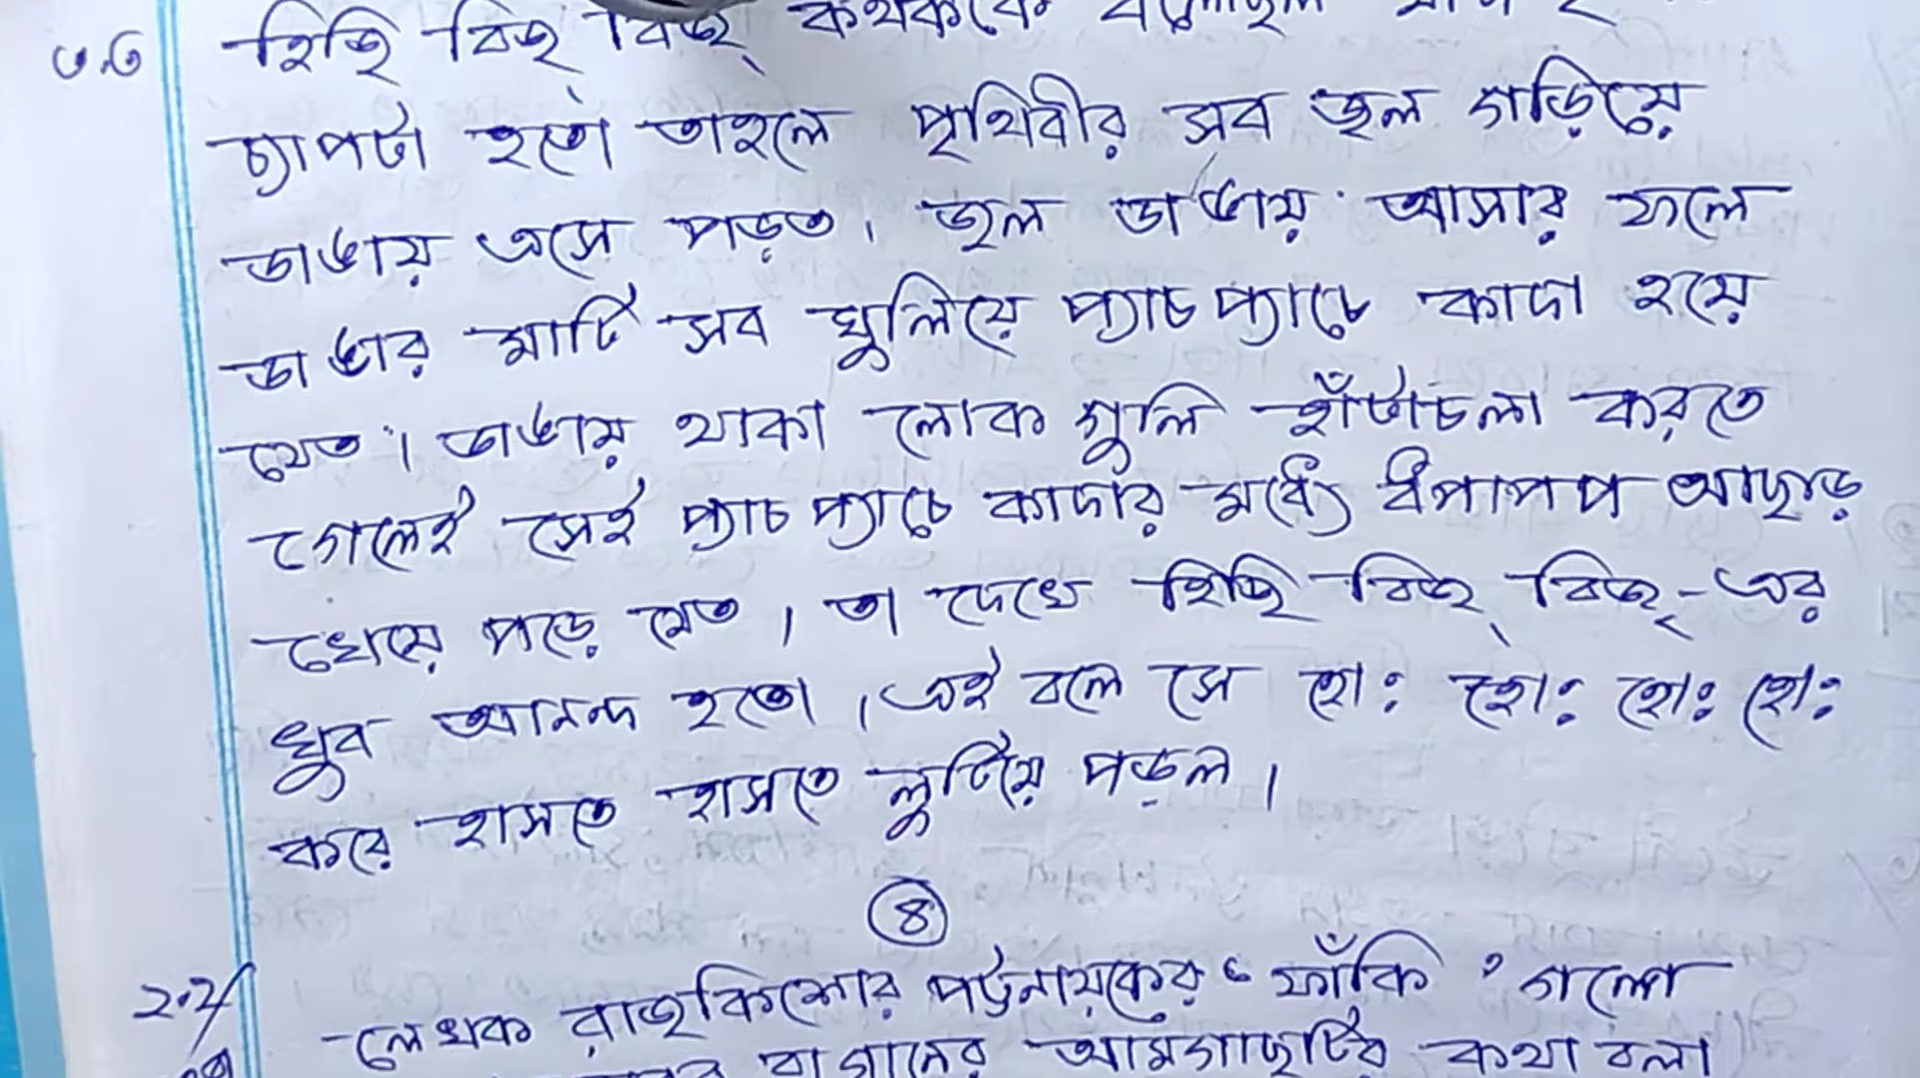 ৩.৩ হিজি বিজ্ বিজ্ কথককে বলেছিল
চ্যাপটা হতো তাহলে পৃথিবীর সব জল গড়িয়ে
ডাঙায় এসে পড়ত। জল ডাঙায় আসার ফলে
ডাঙার মাটি সব ঘুলিয়ে প্যাচপ্যাচে কাদা হয়ে
যেত। ডাঙায় থাকা লোক গুলি হাঁটাচলা করতে
গেলেই সেই প্যাচপ্যাচে কাদার মধ্যে ধপাপপ আছাড়
খেয়ে পড়ে যেত। তা দেখে হিজি বিজ্ বিজ্-এর
খুব আনন্দ হতো। এই বলে সে হোঃ হোঃ হোঃ হোঃ
করে হাসতে হাসতে লুটিয়ে পড়ল।
৪
২.২/ লেখক রাজকিশোর পট্টনায়কের ‘ ফাঁকি ’ গল্পে
বাগানের আমগাছটির কথা বলা